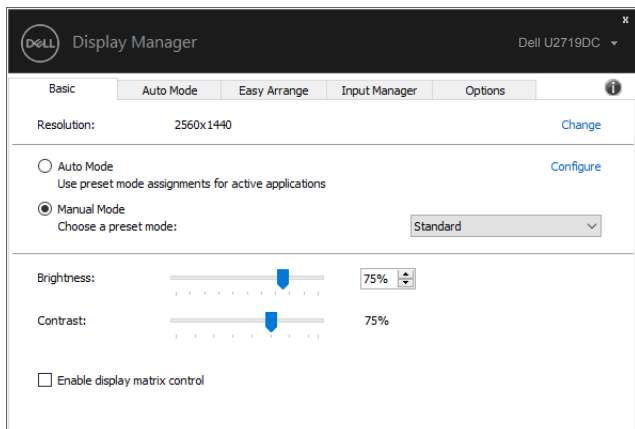 x
DELL Display Manager Dell U2719DC
Basic Auto Mode Easy Arrange Input Manager Options i
Resolution: 2560x1440 Change
Auto Mode Configure
Use preset mode assignments for active applications
Manual Mode
Choose a preset mode: Standard
Brightness: 75%
Contrast: 75%
Enable display matrix control